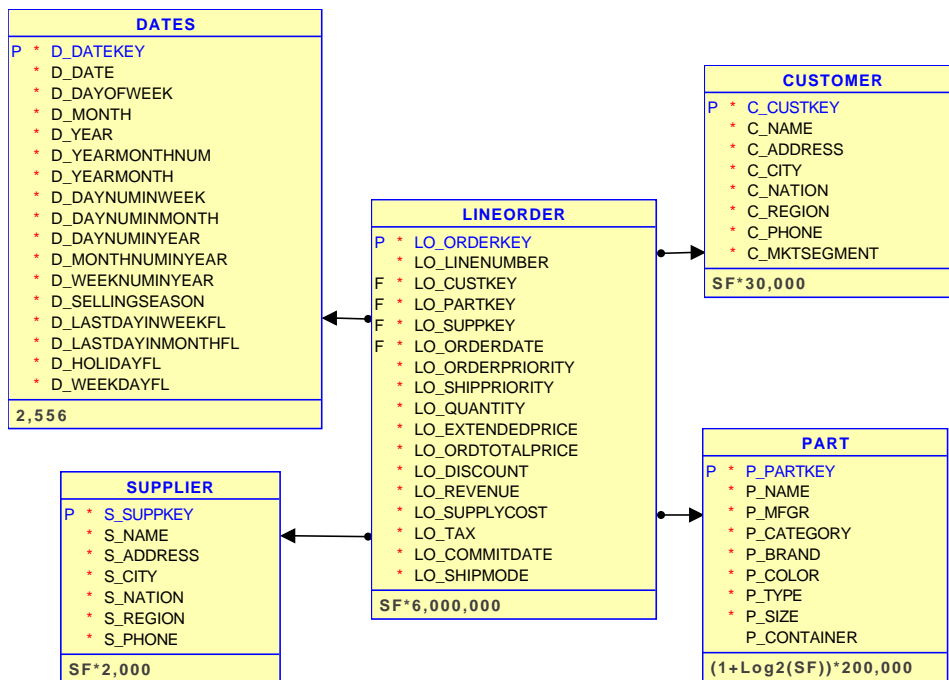 DATES
P * D_DATEKEY
* D_DATE
* D_DAYOFWEEK
* D_MONTH
* D_YEAR
* D_YEARMONTHNUM
* D_YEARMONTH
* D_DAYNUMINWEEK
* D_DAYNUMINMONTH
* D_DAYNUMINYEAR
* D_MONTHNUMINYEAR
* D_WEEKNUMINYEAR
* D_SELLINGSEASON
* D_LASTDAYINWEEKFL
* D_LASTDAYINMONTHFL
* D_HOLIDAYFL
* D_WEEKDAYFL
2,556
CUSTOMER
P * C_CUSTKEY
* C_NAME
* C_ADDRESS
* C_CITY
* C_NATION
* C_REGION
* C_PHONE
* C_MKTSEGMENT
SF*30,000
LINEORDER
P * LO_ORDERKEY
* LO_LINENUMBER
F * LO_CUSTKEY
F * LO_PARTKEY
F * LO_SUPPKEY
F * LO_ORDERDATE
* LO_ORDERPRIORITY
* LO_SHIPPRIORITY
* LO_QUANTITY
* LO_EXTENDEDPRICE
* LO_ORDTOTALPRICE
* LO_DISCOUNT
* LO_REVENUE
* LO_SUPPLYCOST
* LO_TAX
* LO_COMMITDATE
* LO_SHIPMODE
SF*6,000,000
SUPPLIER
P * S_SUPPKEY
* S_NAME
* S_ADDRESS
* S_CITY
* S_NATION
* S_REGION
* S_PHONE
SF*2,000
PART
P * P_PARTKEY
* P_NAME
* P_MFGR
* P_CATEGORY
* P_BRAND
* P_COLOR
* P_TYPE
* P_SIZE
P_CONTAINER
(1+Log2(SF))*200,000